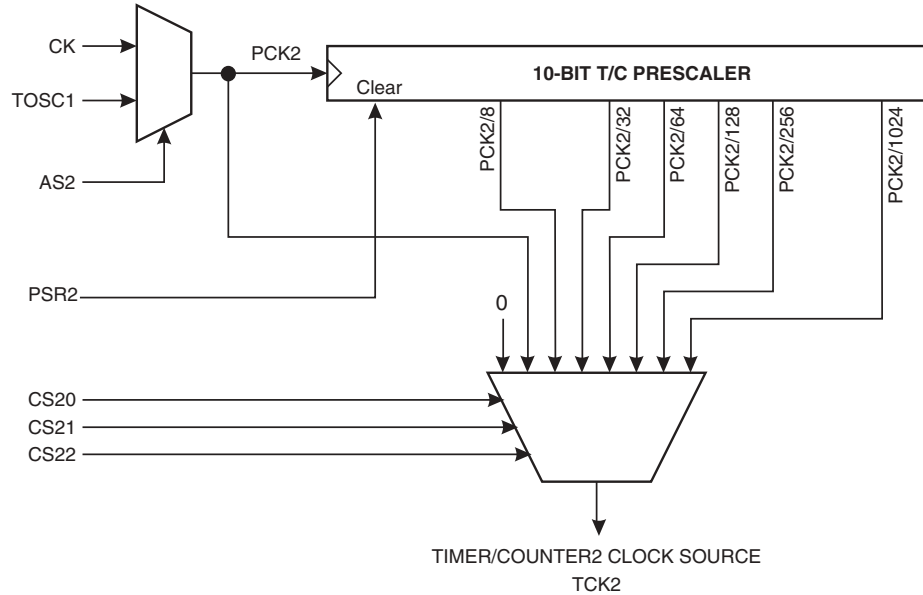 CK
PCK2
10-BIT T/C PRESCALER
Clear
TOSC1
PCK2/8
PCK2/32
PCK2/64
PCK2/128
PCK2/256
PCK2/1024
AS2
PSR2
0
CS20
CS21
CS22
TIMER/COUNTER2 CLOCK SOURCE
TCK2